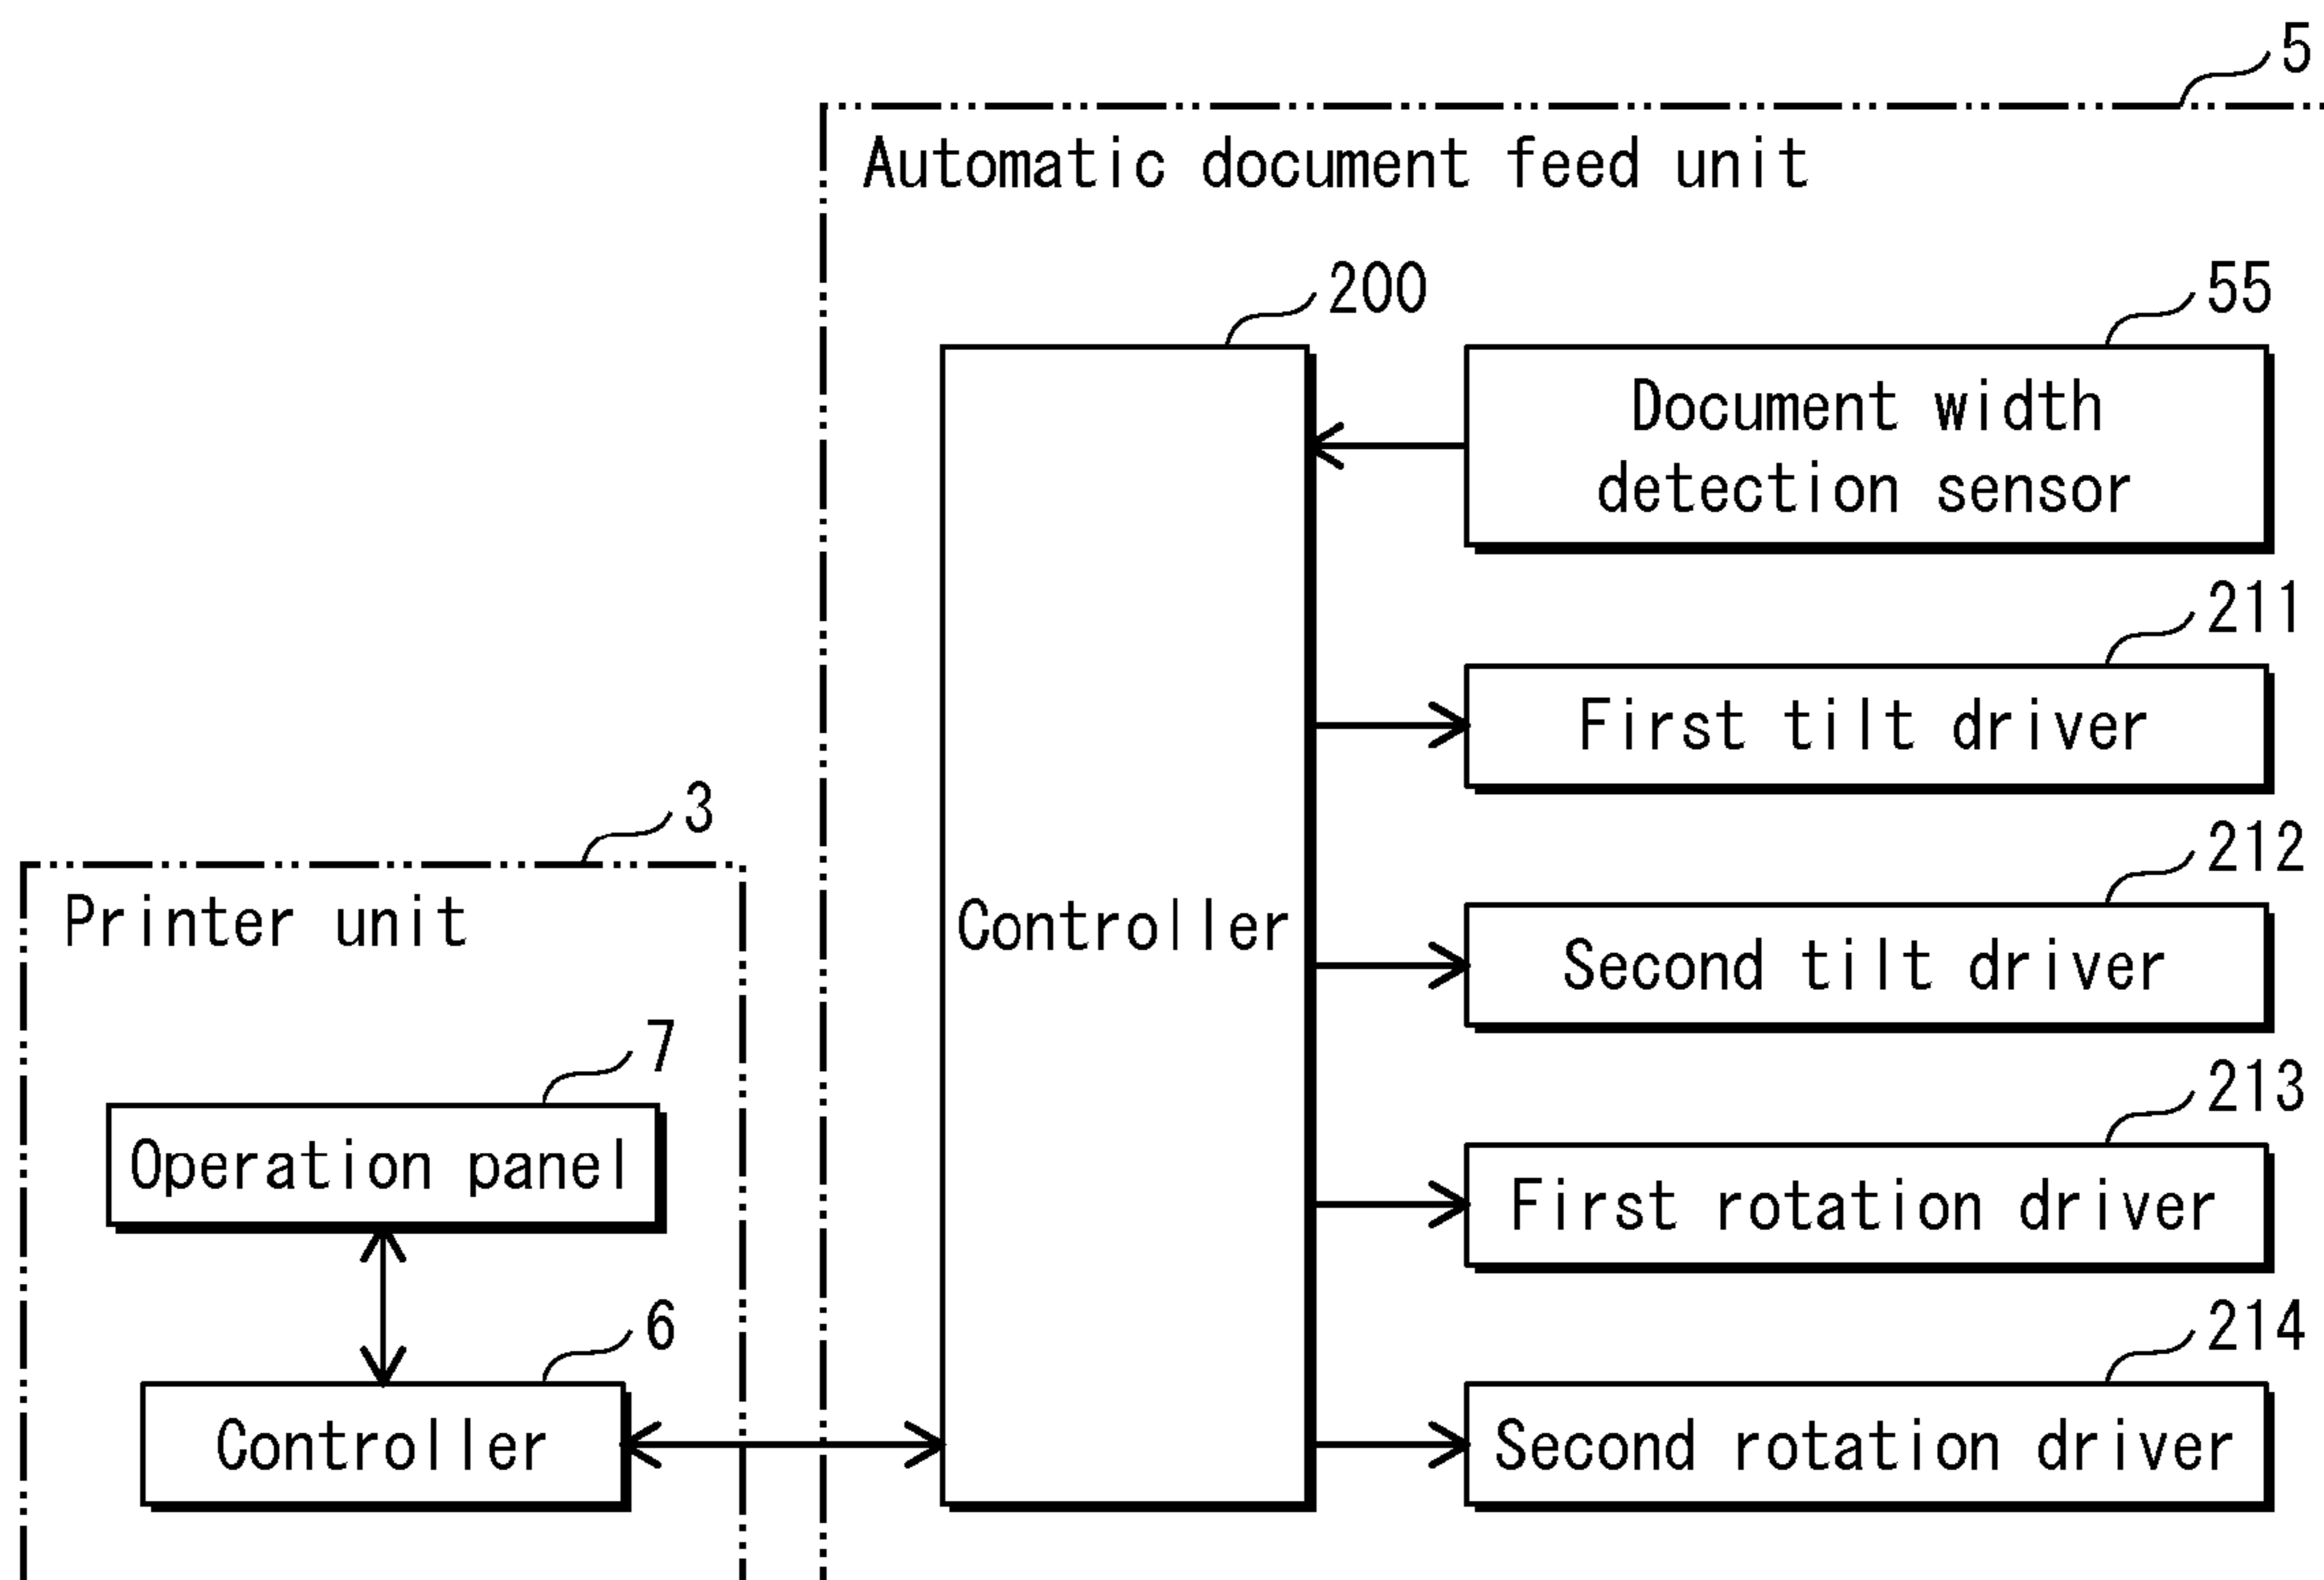 5
Automatic document feed unit
200
55
Document width
detection sensor
211
First tilt driver
3
212
Printer unit
Controller
Second tilt driver
7
213
Operation panel
First rotation driver
6
214
Controller
Second rotation driver